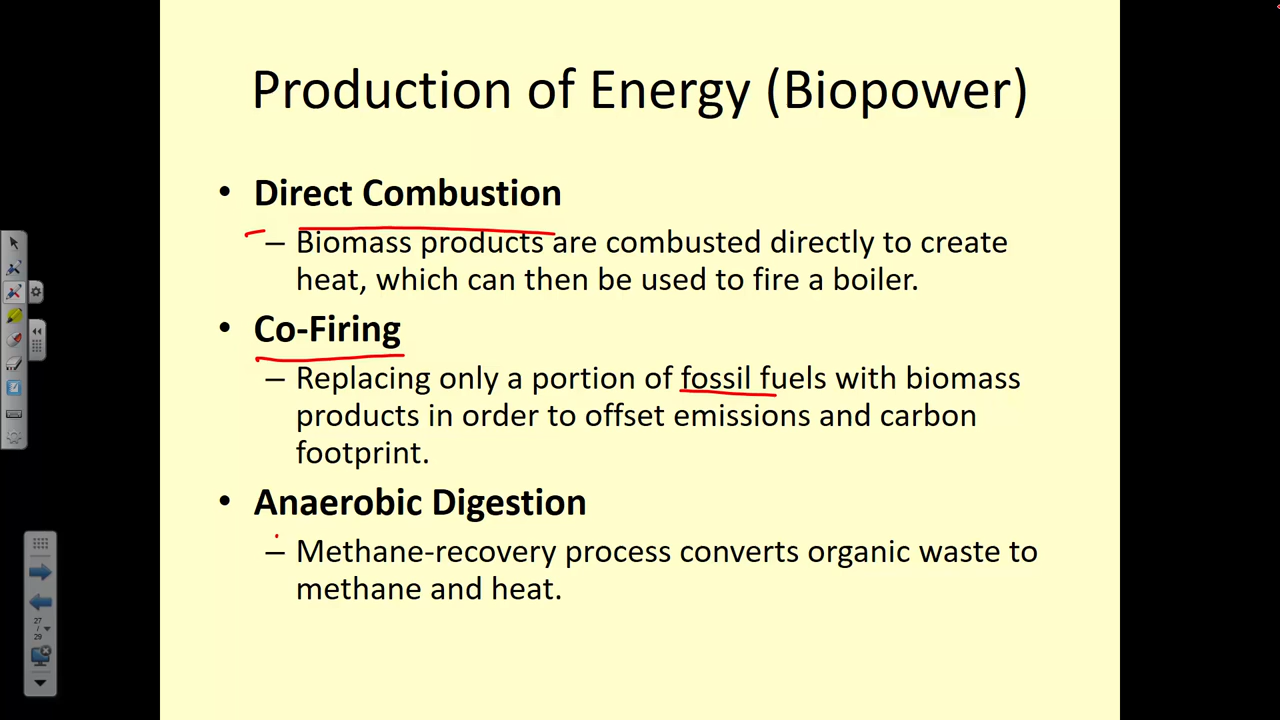 Production of Energy (Biopower)
• Direct Combustion
– Biomass products are combusted directly to create
heat, which can then be used to fire a boiler.
• Co-Firing
– Replacing only a portion of fossil fuels with biomass
products in order to offset emissions and carbon
footprint.
• Anaerobic Digestion
– Methane-recovery process converts organic waste to
methane and heat.
27
/
29